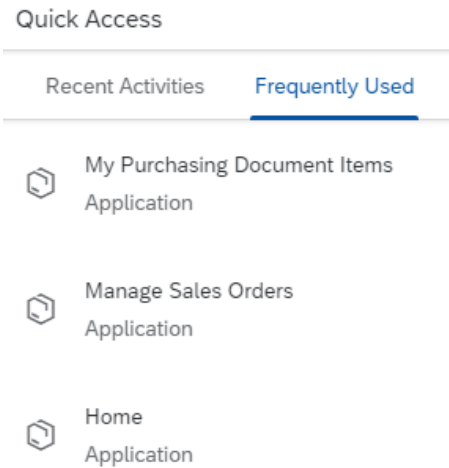 Quick Access
Recent Activities Frequently Used
My Purchasing Document Items
Application
Manage Sales Orders
Application
Home
Application